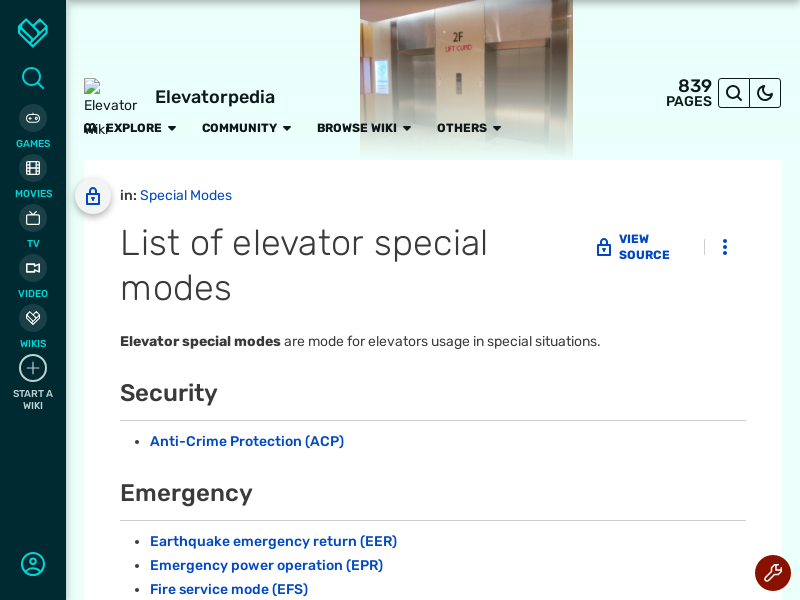 2F
LIFT LOBBY
839
PAGES
Elevator
Wiki
Elevatorpedia
EXPLORE
COMMUNITY
BROWSE WIKI
OTHERS
GAMES
MOVIES
TV
VIDEO
WIKIS
START A
WIKI
in: Special Modes
List of elevator special
modes
VIEW
SOURCE
Elevator special modes are mode for elevators usage in special situations.
Security
Anti-Crime Protection (ACP)
Emergency
Earthquake emergency return (EER)
Emergency power operation (EPR)
Fire service mode (EFS)